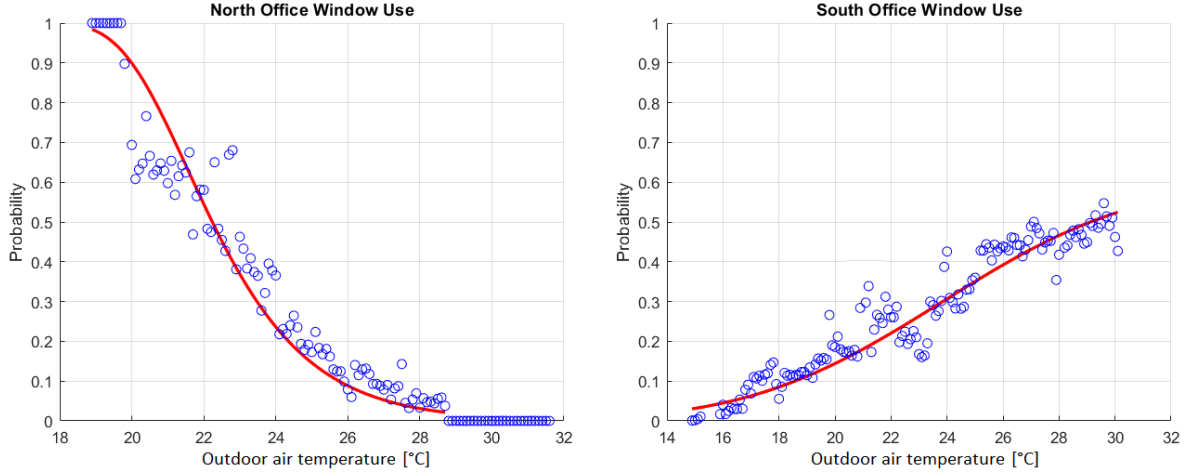 North Office Window Use
Probability
1
0.9
0.8
0.7
0.6
0.5
0.4
0.3
0.2
0.1
0
18 20 22 24 26 28 30 32
Outdoor air temperature [°C]
South Office Window Use
Probability
1
0.9
0.8
0.7
0.6
0.5
0.4
0.3
0.2
0.1
0
14 16 18 20 22 24 26 28 30 32
Outdoor air temperature [°C]